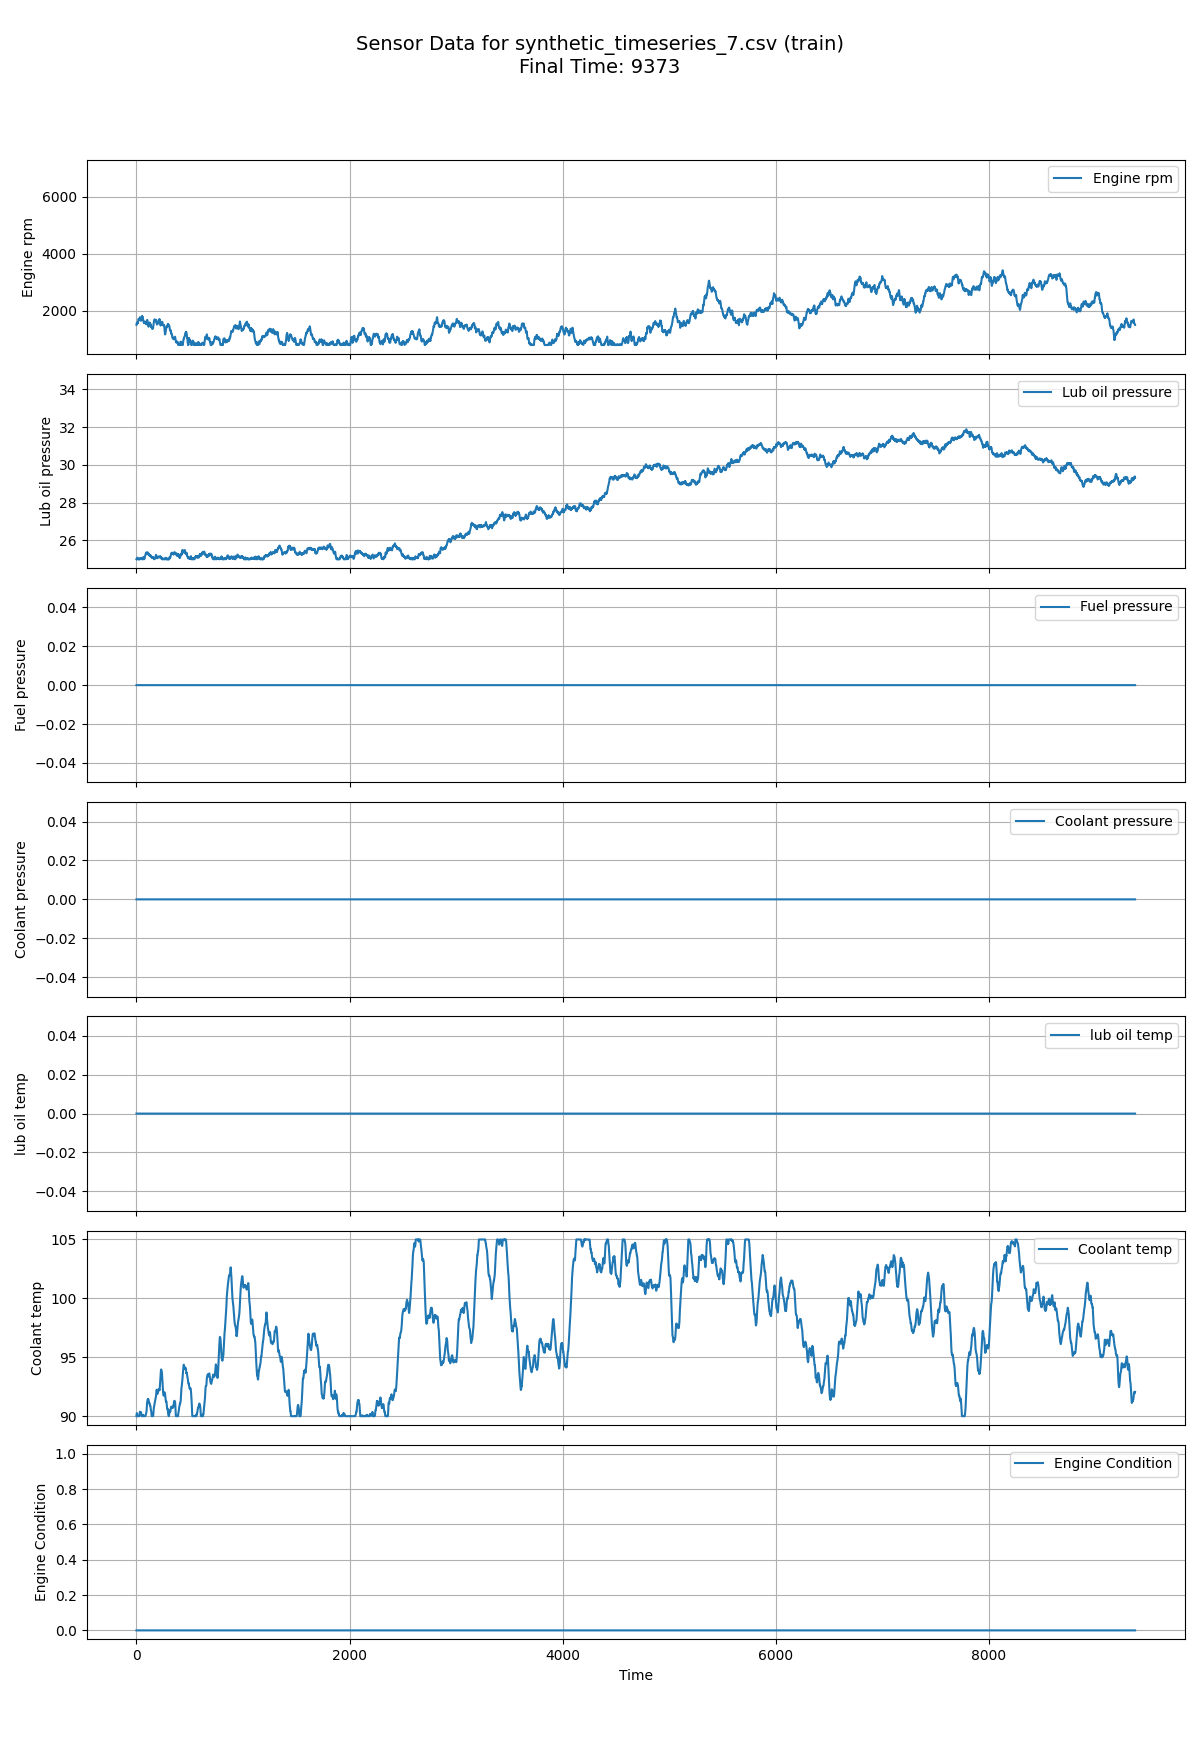 Sensor Data for synthetic_timeseries_7.csv (train)
Final Time: 9373
Engine rpm
6000
4000
2000
Engine rpm
Lub oil pressure
34
32
30
28
26
Lub oil pressure
Fuel pressure
0.04
0.02
0.00
−0.02
−0.04
Fuel pressure
Coolant pressure
0.04
0.02
0.00
−0.02
−0.04
Coolant pressure
lub oil temp
0.04
0.02
0.00
−0.02
−0.04
lub oil temp
Coolant temp
105
100
95
90
Coolant temp
Engine Condition
1.0
0.8
0.6
0.4
0.2
0.0
Engine Condition
0 2000 4000 6000 8000
Time